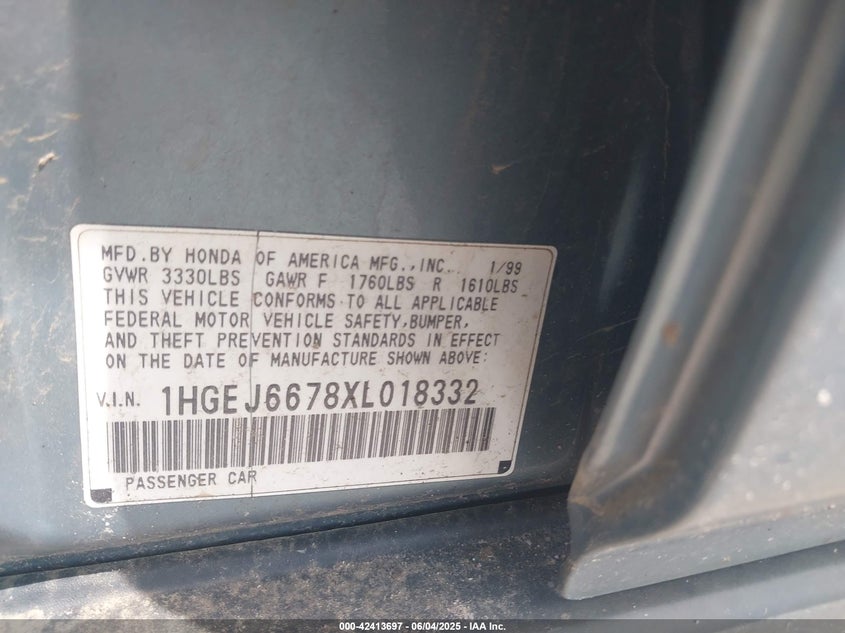 MFD.BY HONDA OF AMERICA MFG.,INC. 1/99
GVWR 3330LBS GAWR F 1760LBS R 1610LBS
THIS VEHICLE CONFORMS TO ALL APPLICABLE
FEDERAL MOTOR VEHICLE SAFETY,BUMPER,
AND THEFT PREVENTION STANDARDS IN EFFECT
ON THE DATE OF MANUFACTURE SHOWN ABOVE:
V.I.N. 1HGEJ6678XL018332
PASSENGER CAR
000-42413697 - 06/04/2025 - IAA Inc.